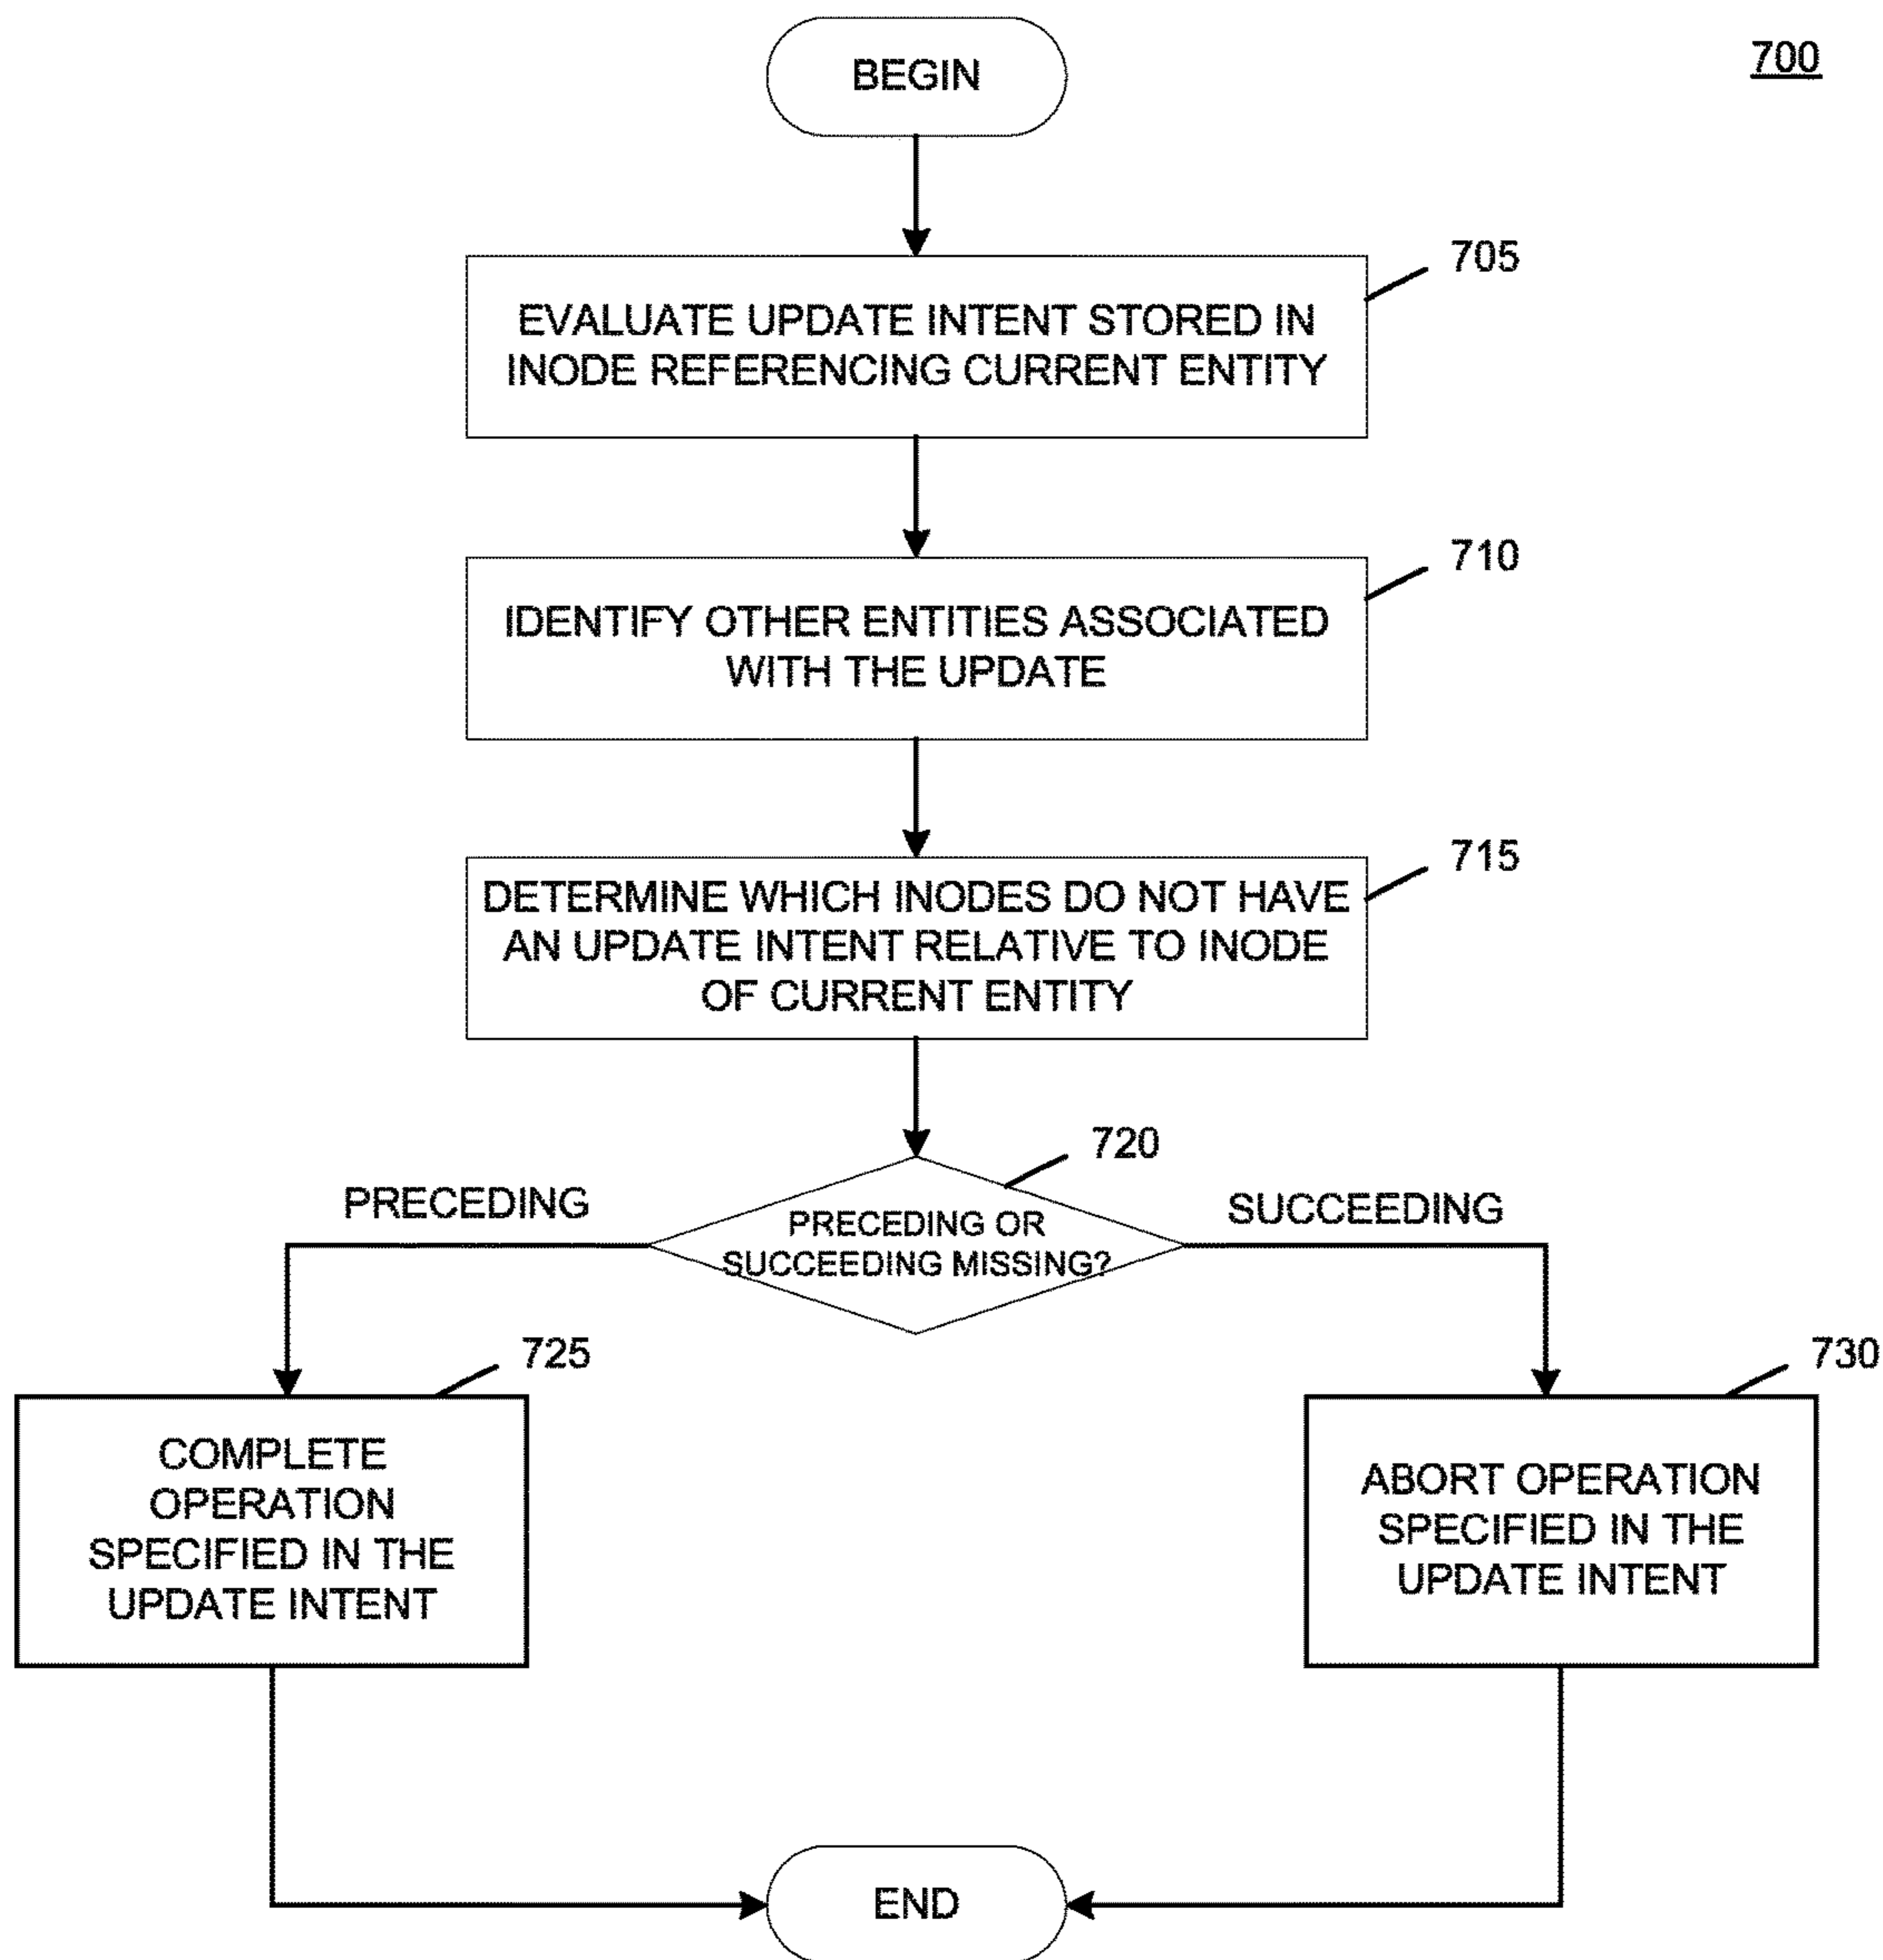 700
BEGIN
705
EVALUATE UPDATE INTENT STORED IN
INODE REFERENCING CURRENT ENTITY
710
IDENTIFY OTHER ENTITIES ASSOCIATED
WITH THE UPDATE
715
DETERMINE WHICH INODES DO NOT HAVE
AN UPDATE INTENT RELATIVE TO INODE
OF CURRENT ENTITY
720
PRECEDING
PRECEDING OR
SUCCEEDING MISSING?
SUCCEEDING
725
COMPLETE
OPERATION
SPECIFIED IN THE
UPDATE INTENT
730
ABORT OPERATION
SPECIFIED IN THE
UPDATE INTENT
END